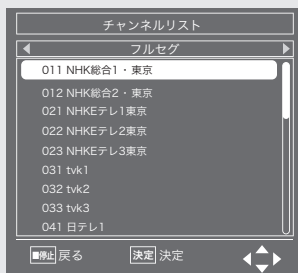 チャンネルリスト
フルセグ
011 NHK総合1・東京
012 NHK総合2・東京
021 NHKEテレ1東京
022 NHKEテレ2東京
023 NHKEテレ3東京
031 tvk1
032 tvk2
033 tvk3
041 日テレ1
■停止 戻る 決定 決定